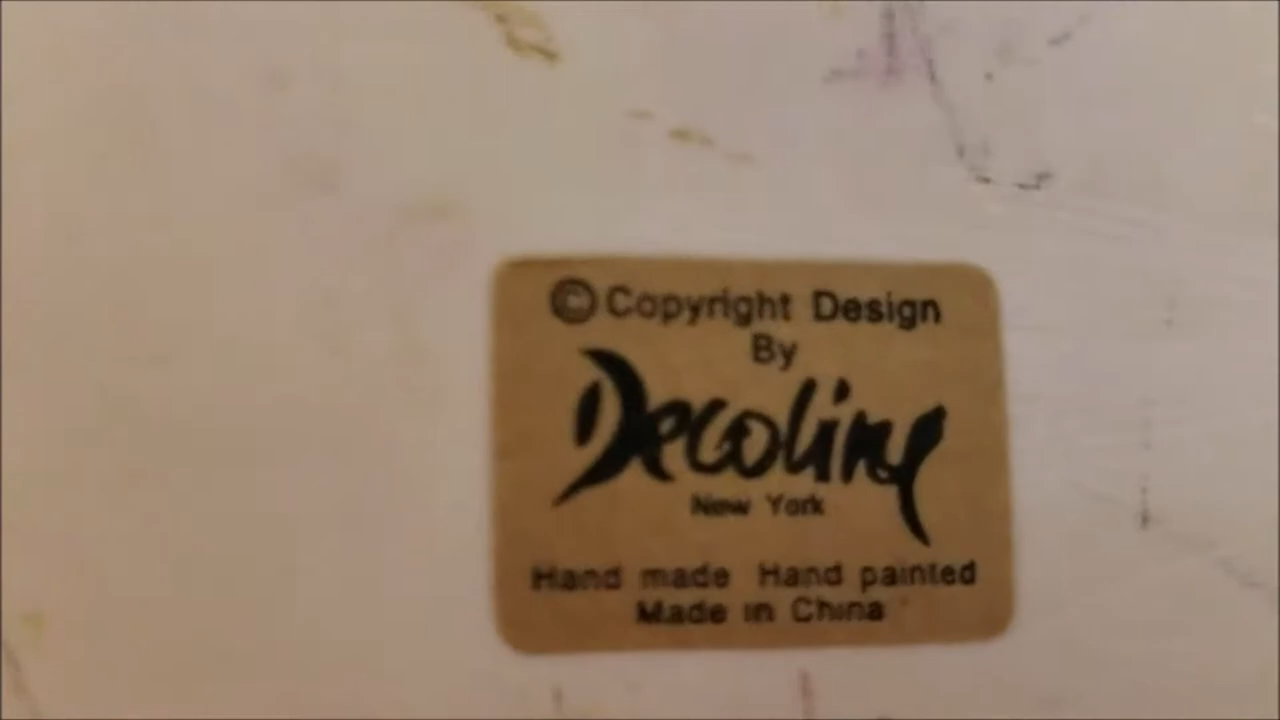 © Copyright Design
By
Decoline
New York
Hand made Hand painted
Made in China